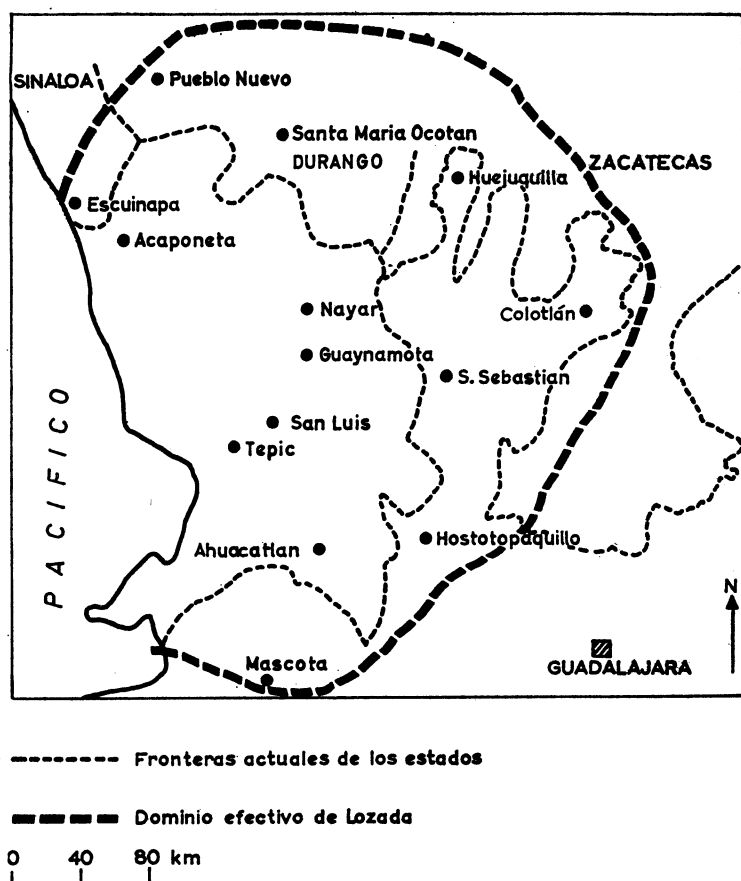 SINALOA
Pueblo Nuevo
Santa Maria Ocotan
DURANGO
ZACATECAS
Huejuquilla
Escuinapa
Acaponeta
Nayar
Colotlán
Guaynamota
S. Sebastian
San Luis
Tepic
PACIFICO
Ahuacatlan
Hostotopaquillo
N
Mascota
GUADALAJARA
Fronteras actuales de los estados
Dominio efectivo de Lozada
0 40 80 km